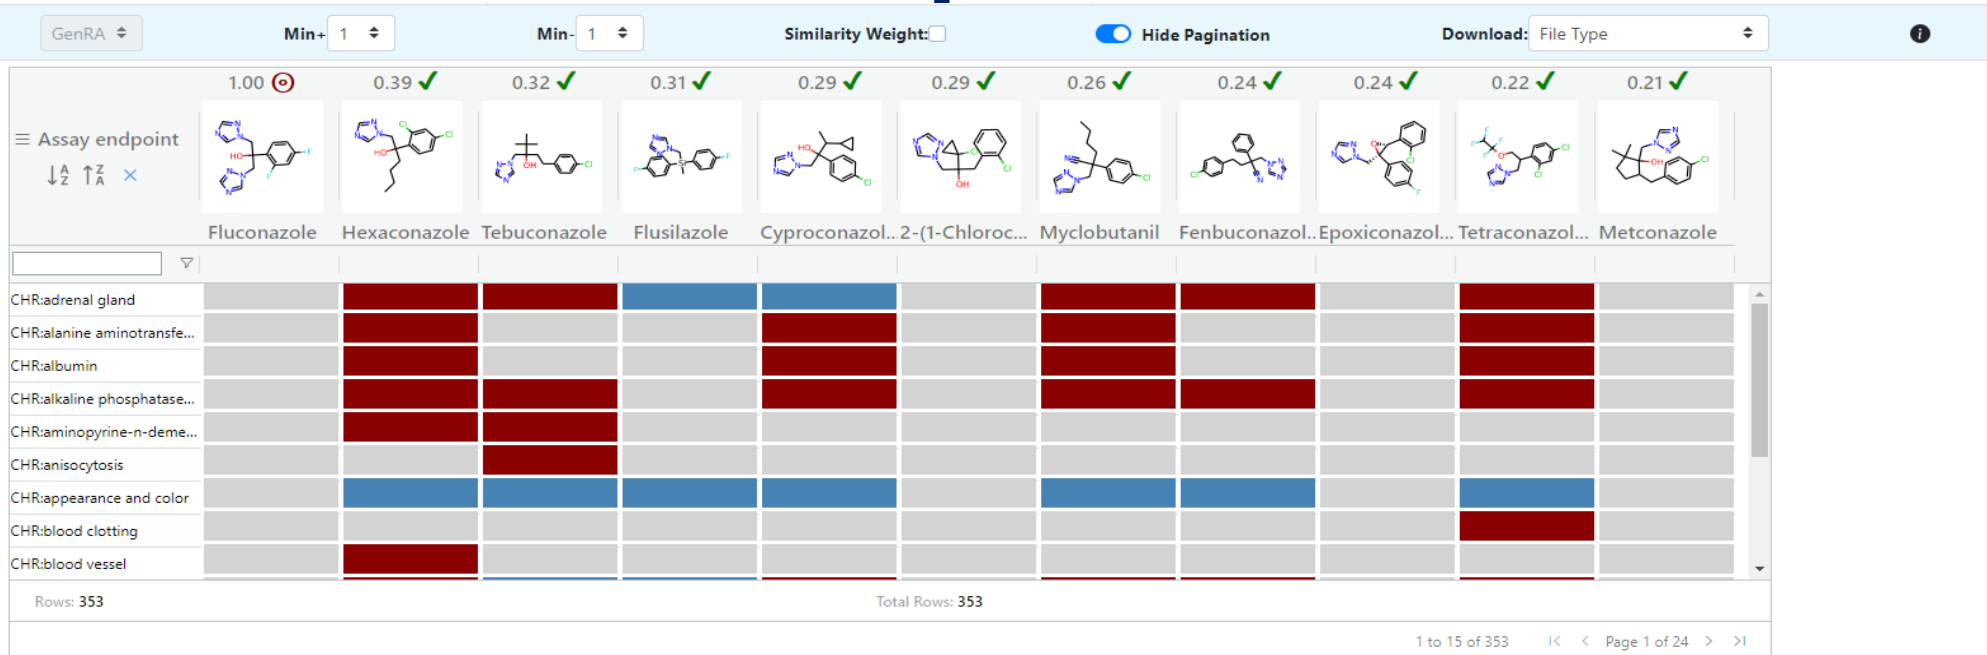 GenRA Min+ 1 Min- 1 Similarity Weight: Hide Pagination Download: File Type
1.00 0.39 0.32 0.31 0.29 0.29 0.26 0.24 0.24 0.22 0.21
Assay endpoint
Fluconazole Hexaconazole Tebuconazole Flusilazole Cyproconazol... 2-(1-Chloroc... Myclobutanil Fenbuconazol... Epoxiconazol... Tetraconazol... Metconazole
CHR:adrenal gland
CHR:alanine aminotransfe...
CHR:albumin
CHR:alkaline phosphatase...
CHR:aminopyrine-n-deme...
CHR:anisocytosis
CHR:appearance and color
CHR:blood clotting
CHR:blood vessel
Rows: 353 Total Rows: 353
1 to 15 of 353 Page 1 of 24